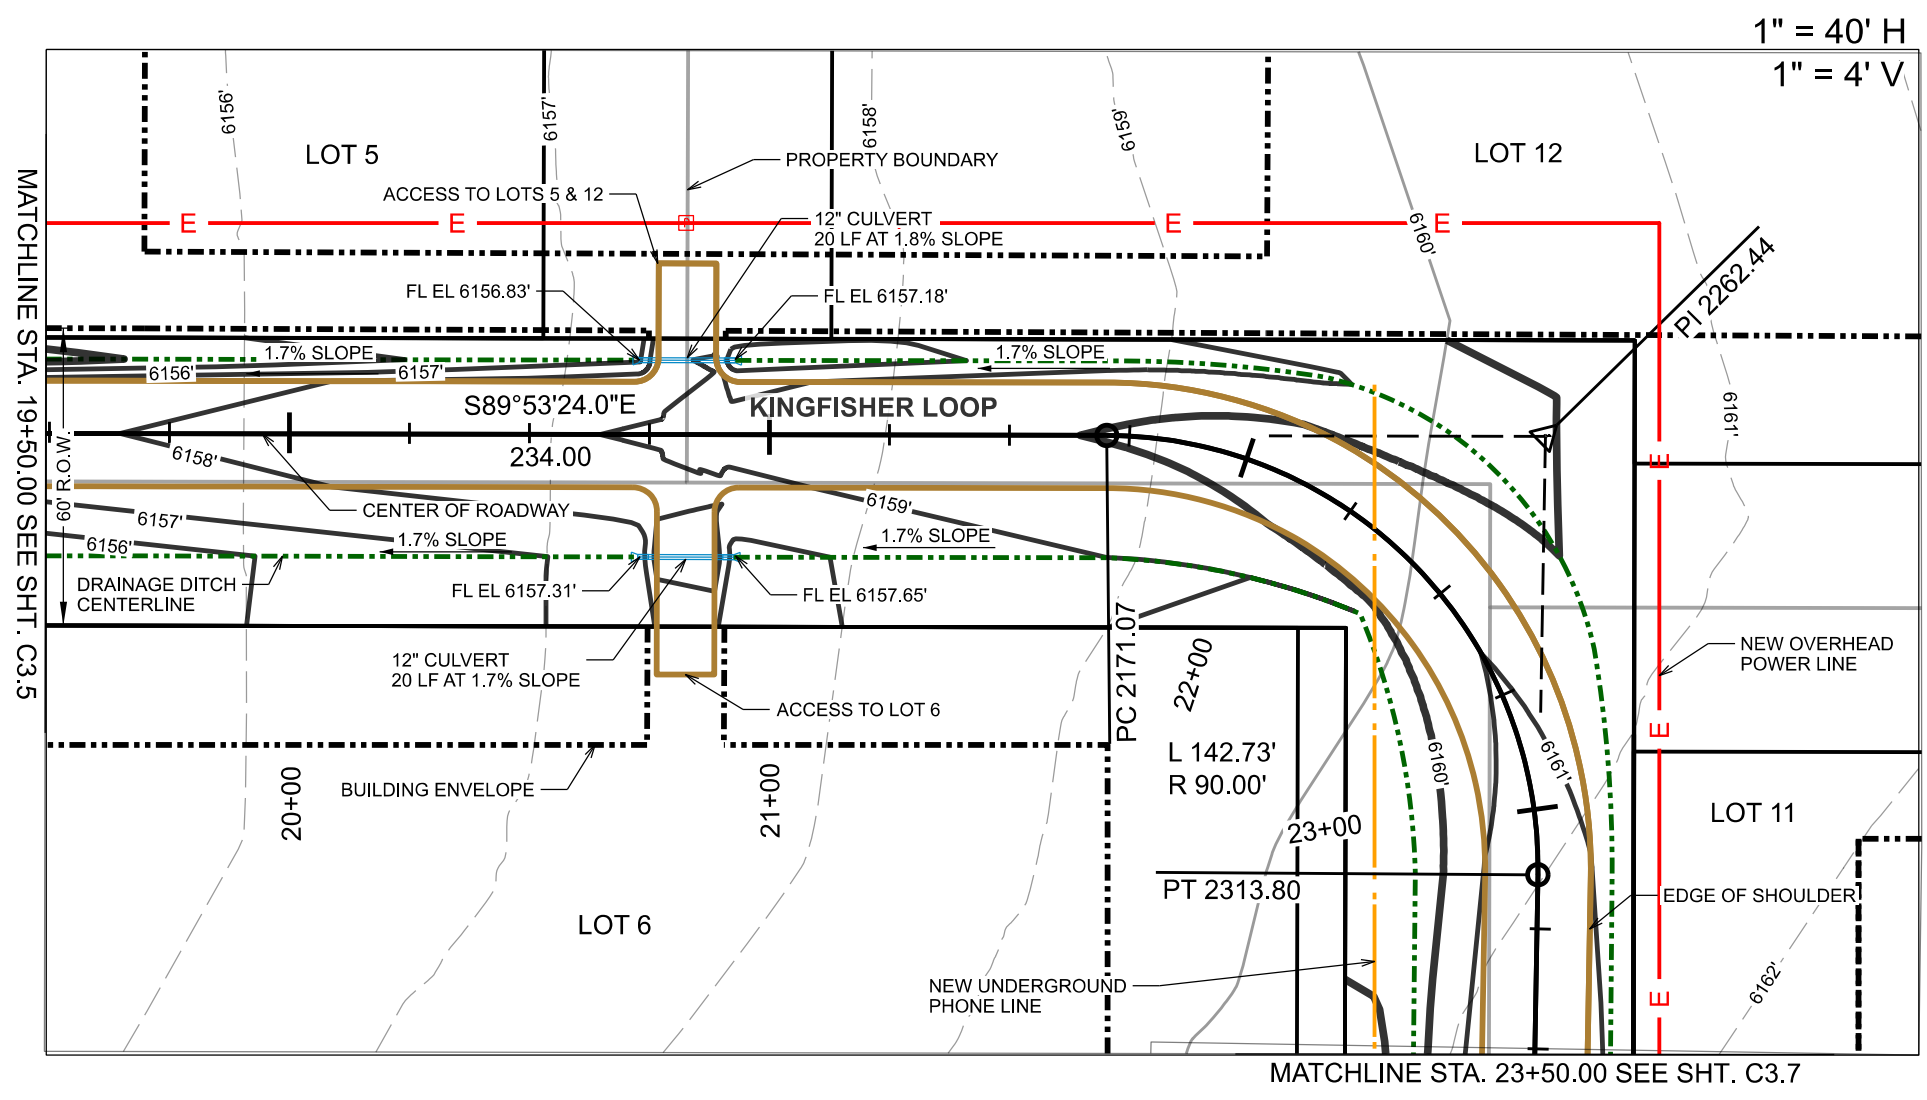 1" = 40' H
1" = 4' V
6156'
6157'
6158'
6159'
LOT 5
PROPERTY BOUNDARY
LOT 12
ACCESS TO LOTS 5 & 12
E
E
12" CULVERT
20 LF AT 1.8% SLOPE
E
E
6160'
PI 2262.44
FL EL 6156.83'
FL EL 6157.18'
MATCHLINE STA. 19+50.00 SEE SHT. C3.5
60' R.O.W.
1.7% SLOPE
1.7% SLOPE
6156'
6157'
S89°53'24.0"E
KINGFISHER LOOP
6161'
234.00
6158'
E
6159'
CENTER OF ROADWAY
6157'
6156'
1.7% SLOPE
1.7% SLOPE
DRAINAGE DITCH
CENTERLINE
FL EL 6157.31'
FL EL 6157.65'
12" CULVERT
20 LF AT 1.7% SLOPE
PC 2171.07
22+00
NEW OVERHEAD
POWER LINE
ACCESS TO LOT 6
E
L 142.73'
R 90.00'
6160'
6161'
BUILDING ENVELOPE
20+00
21+00
LOT 11
23+00
PT 2313.80
EDGE OF SHOULDER
LOT 6
NEW UNDERGROUND
PHONE LINE
E
6162'
MATCHLINE STA. 23+50.00 SEE SHT. C3.7